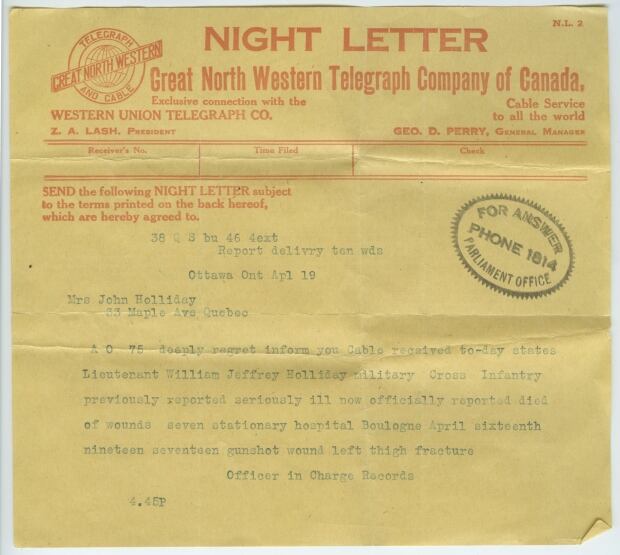 N.L. 2
TELEGRAPH
GREAT NORTH WESTERN
AND CABLE
NIGHT LETTER
Great North Western Telegraph Company of Canada,
Exclusive connection with the
WESTERN UNION TELEGRAPH CO.
Cable Service
to all the world
Z. A. LASH, PRESIDENT
GEO. D. PERRY, GENERAL MANAGER
Receiver's No. Time Filed Check
SEND the following NIGHT LETTER subject
to the terms printed on the back hereof,
which are hereby agreed to.
FOR ANSWER
PHONE 1814
PARLIAMENT OFFICE
38 Q S bu 46 4ext
Report delivry ten wds
Ottawa Ont Apl 19
Mrs John Holliday
Maple Ave Quebec
A O 75 deeply regret inform you Cable received to-day states
Lieutenant William Jeffrey Holliday military Cross Infantry
previously reported seriously ill now officially reported died
of wounds seven stationary hospital Boulogne April sixteenth
nineteen seventeen gunshot wound left thigh fracture
Officer in Charge Records
4.45P